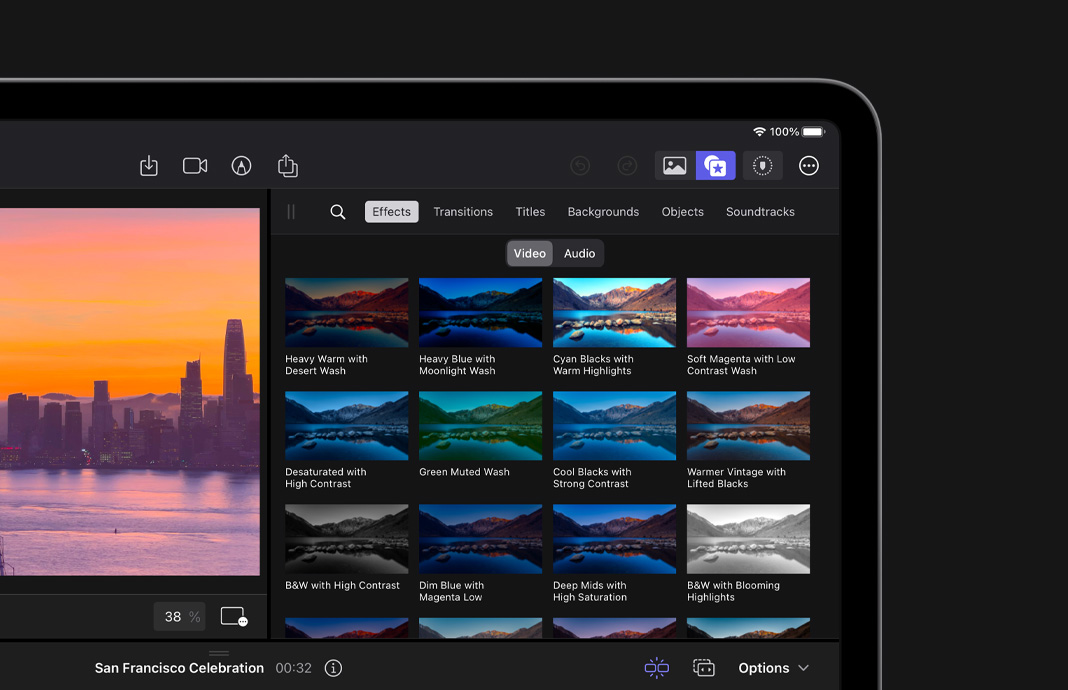 100%
Effects Transitions Titles Backgrounds Objects Soundtracks
Video Audio
Heavy Warm with
Desert Wash
Heavy Blue with
Moonlight Wash
Cyan Blacks with
Warm Highlights
Soft Magenta with Low
Contrast Wash
Desaturated with
High Contrast
Green Muted Wash
Cool Blacks with
Strong Contrast
Warmer Vintage with
Lifted Blacks
B&W with High Contrast
Dim Blue with
Magenta Low
Deep Mids with
High Saturation
B&W with Blooming
Highlights
38 %
San Francisco Celebration 00:32
Options